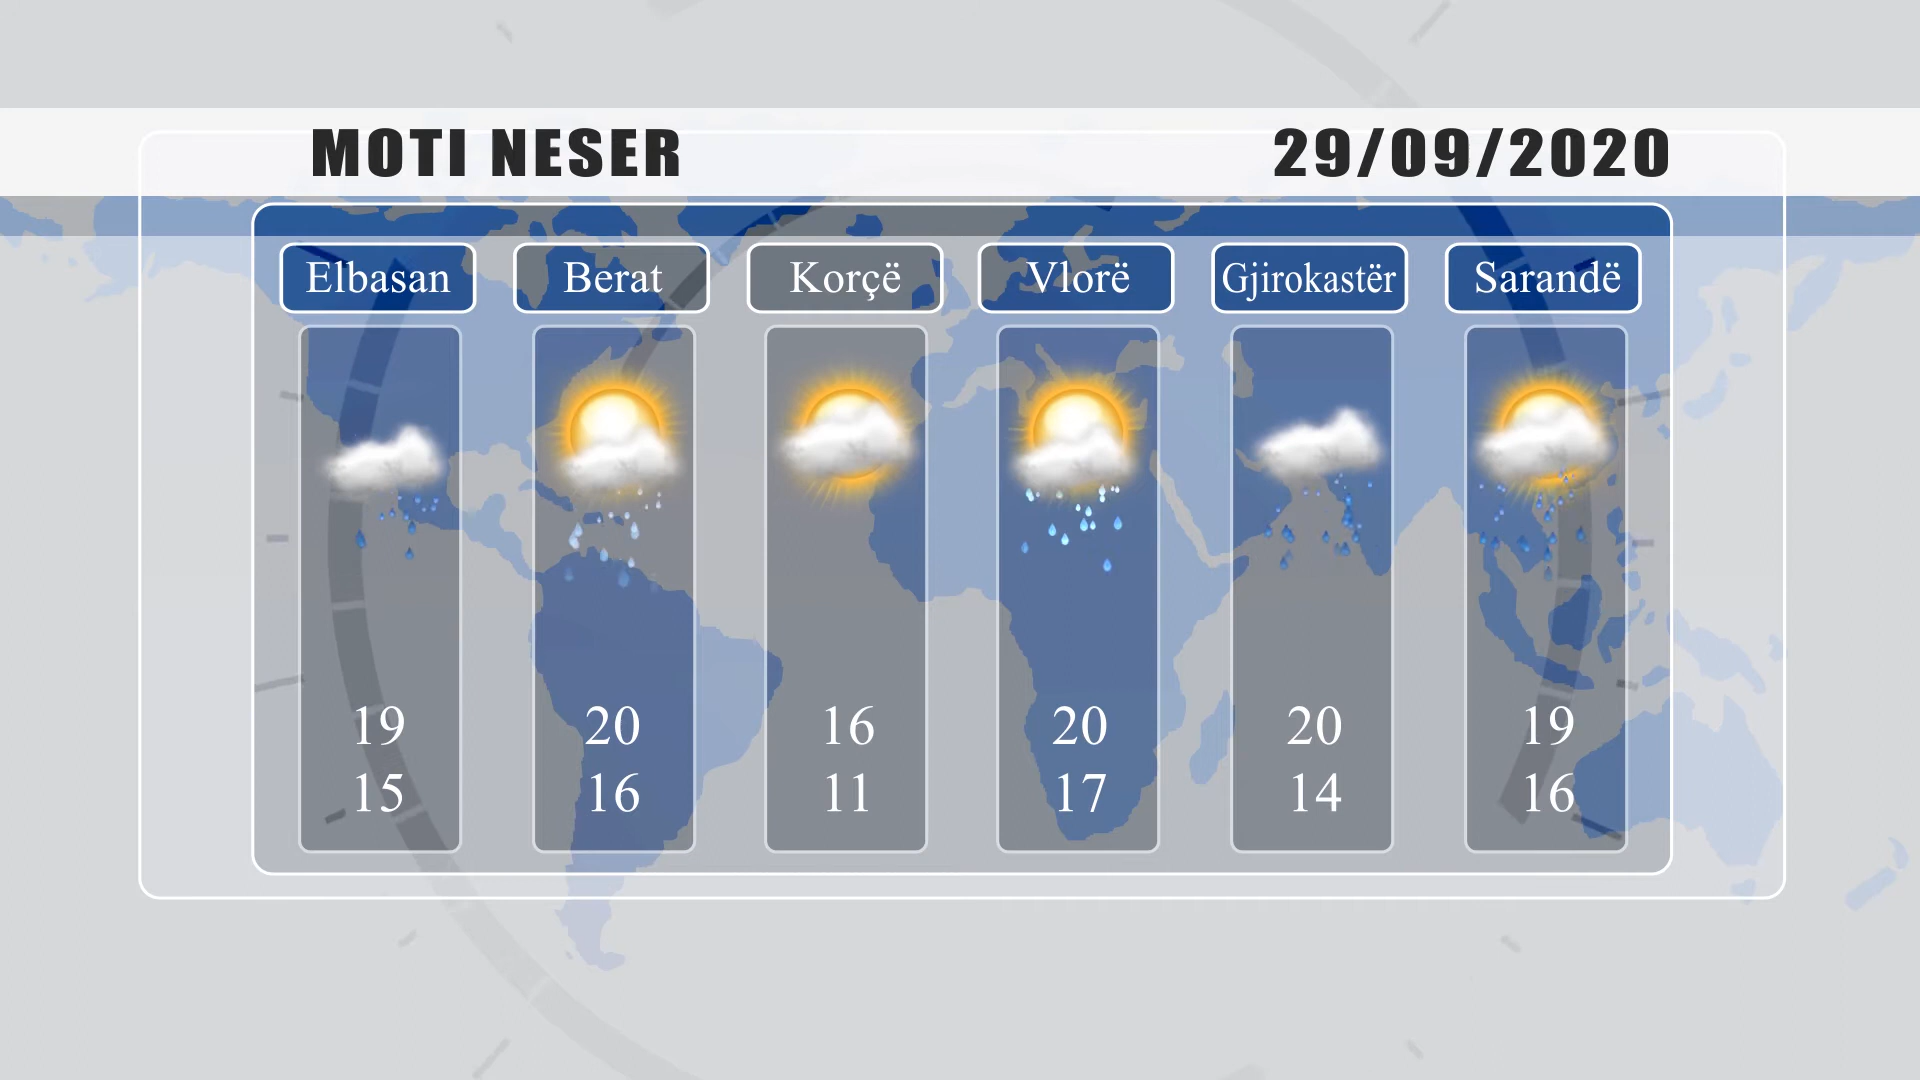 MOTI NESER 29/09/2020
Elbasan Berat Korçë Vlorë Gjirokastër Sarandë
19 20 16 20 20 19
15 16 11 17 14 16